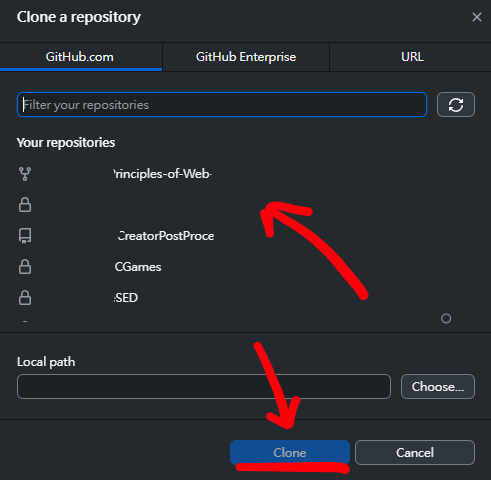 Clone a repository
GitHub.com GitHub Enterprise URL
Filter your repositories
Your repositories
Principles-of-Web-
CreatorPostProce
CGames
SED
Local path
Choose...
Clone Cancel